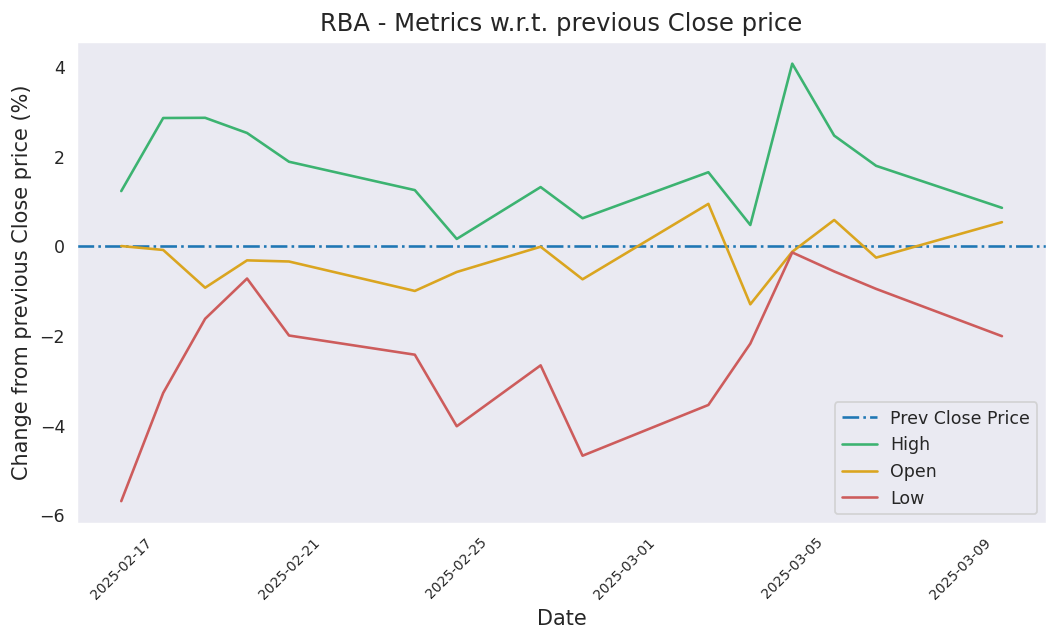 RBA - Metrics w.r.t. previous Close price
Change from previous Close price (%)
4
2
0
−2
−4
−6
Prev Close Price
High
Open
Low
2025-02-17
2025-02-21
2025-02-25
2025-03-01
2025-03-05
2025-03-09
Date